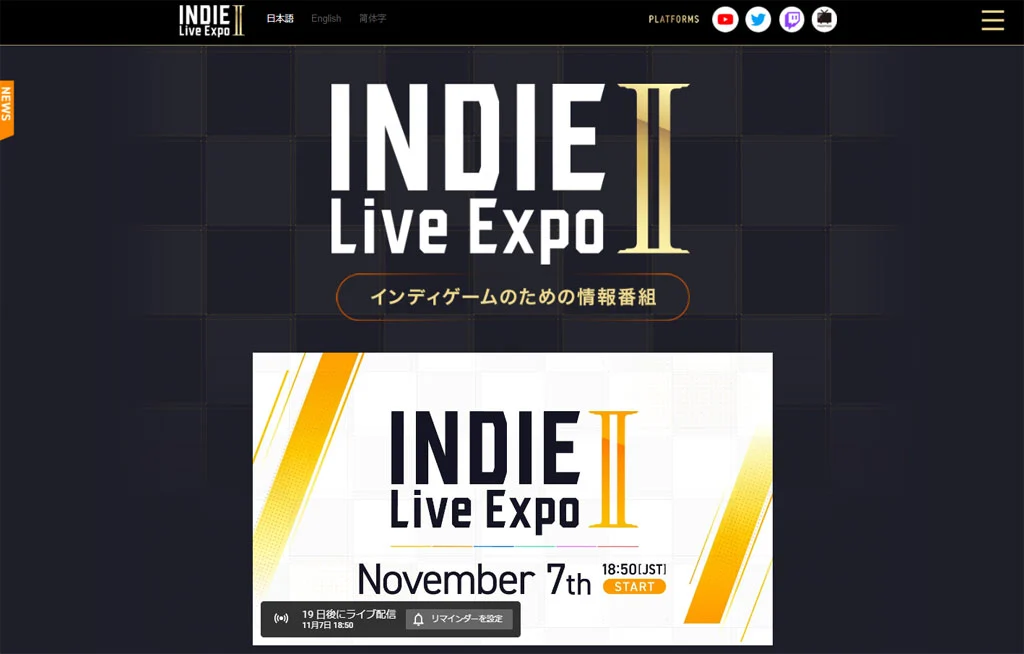 INDIE II
Live Expo
日本語 English 简体字
PLATFORMS
NEWS
INDIE II
Live Expo
インディゲームのための情報番組
INDIE II
Live Expo
November 7th
18:50[JST]
START
19 日後にライブ配信
11月7日 18:50
リマインダーを設定